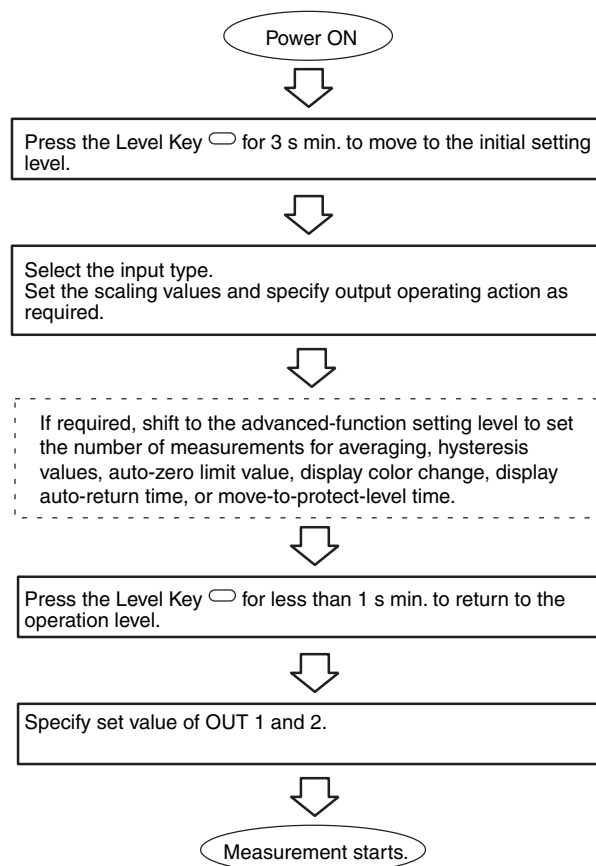 Power ON
Press the Level Key for 3 s min. to move to the initial setting
level.
Select the input type.
Set the scaling values and specify output operating action as
required.
If required, shift to the advanced-function setting level to set
the number of measurements for averaging, hysteresis
values, auto-zero limit value, display color change, display
auto-return time, or move-to-protect-level time.
Press the Level Key for less than 1 s min. to return to the
operation level.
Specify set value of OUT 1 and 2.
Measurement starts.